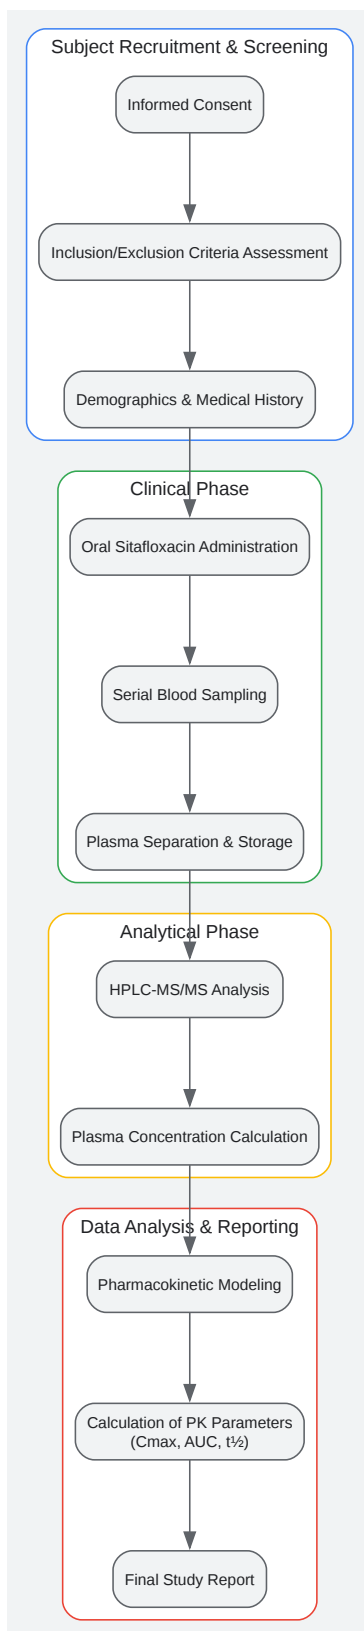 Subject Recruitment & Screening
Informed Consent
Inclusion/Exclusion Criteria Assessment
Demographics & Medical History
Clinical Phase
Oral Sitafloxacin Administration
Serial Blood Sampling
Plasma Separation & Storage
Analytical Phase
HPLC-MS/MS Analysis
Plasma Concentration Calculation
Data Analysis & Reporting
Pharmacokinetic Modeling
Calculation of PK Parameters
(Cmax, AUC, t½)
Final Study Report